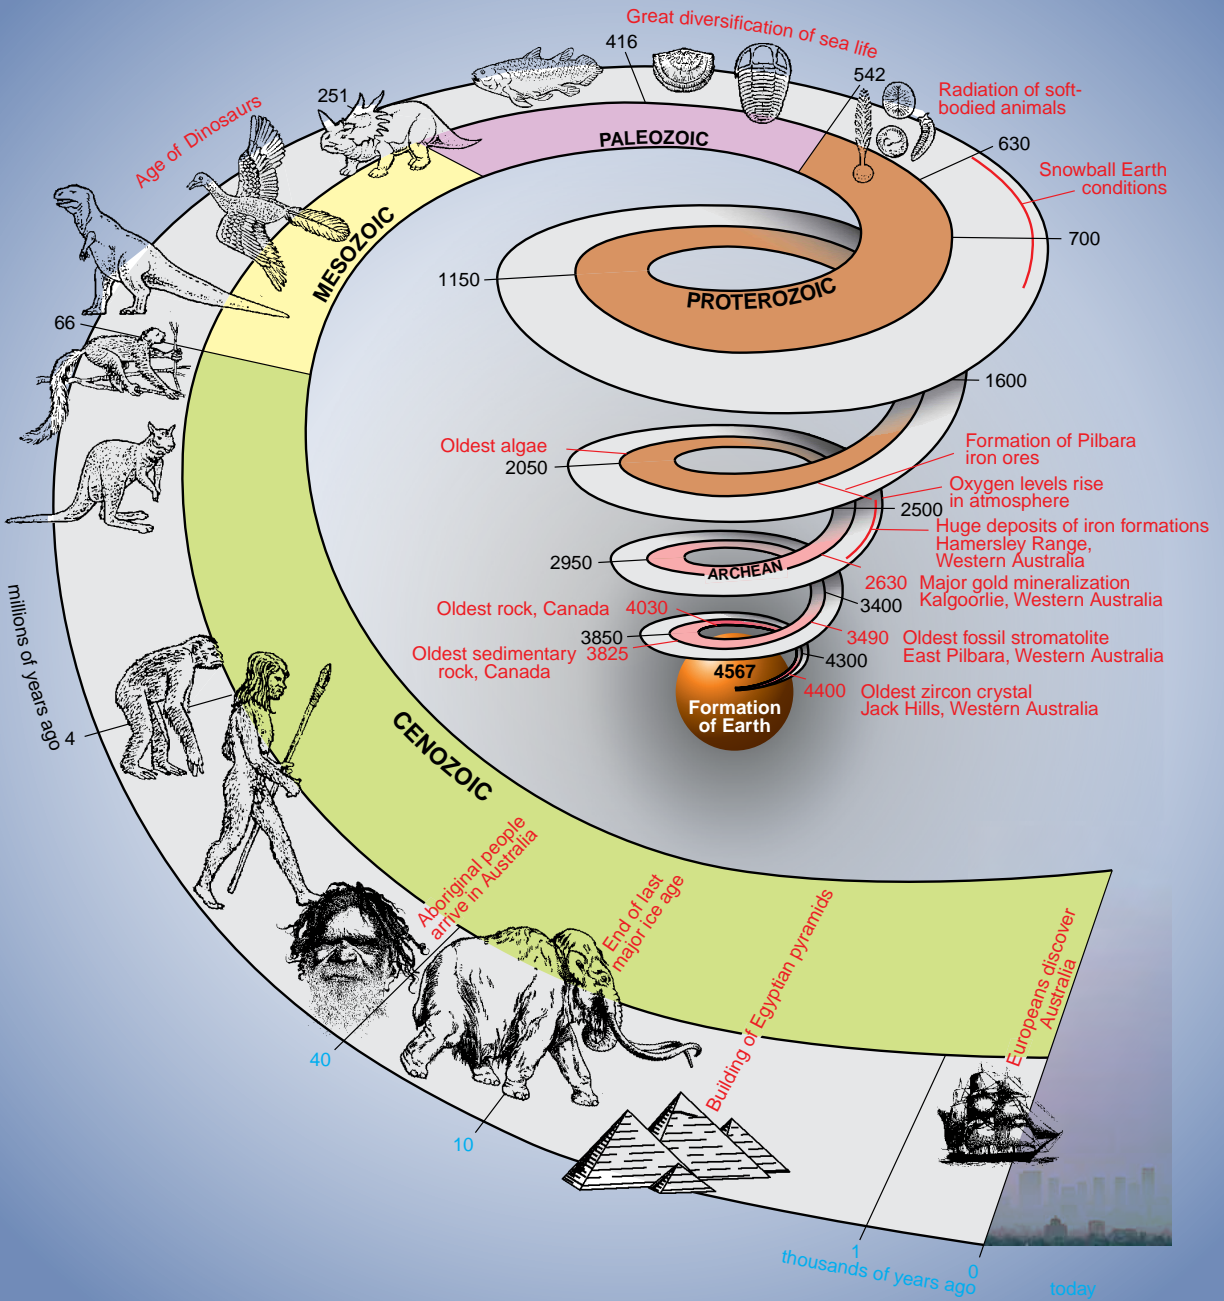 Great diversification of sea life
416
542
Radiation of soft-
bodied animals
251
Age of Dinosaurs
PALEOZOIC
630
Snowball Earth
conditions
MESOZOIC
700
1150
PROTEROZOIC
66
1600
Oldest algae
2050
Formation of Pilbara
iron ores
Oxygen levels rise
in atmosphere
2500
Huge deposits of iron formations
Hamersley Range,
Western Australia
2950
ARCHEAN
2630 Major gold mineralization
Kalgoorlie, Western Australia
3400
Oldest rock, Canada 4030
3850
3490 Oldest fossil stromatolite
East Pilbara, Western Australia
Oldest sedimentary 3825
rock, Canada
4300
4567
Formation
of Earth
4400 Oldest zircon crystal
Jack Hills, Western Australia
millions of years ago
4
CENOZOIC
Aboriginal people
arrive in Australia
End of last
major ice age
Building of Egyptian pyramids
Europeans discover
Australia
40
10
1
0
thousands of years ago
today